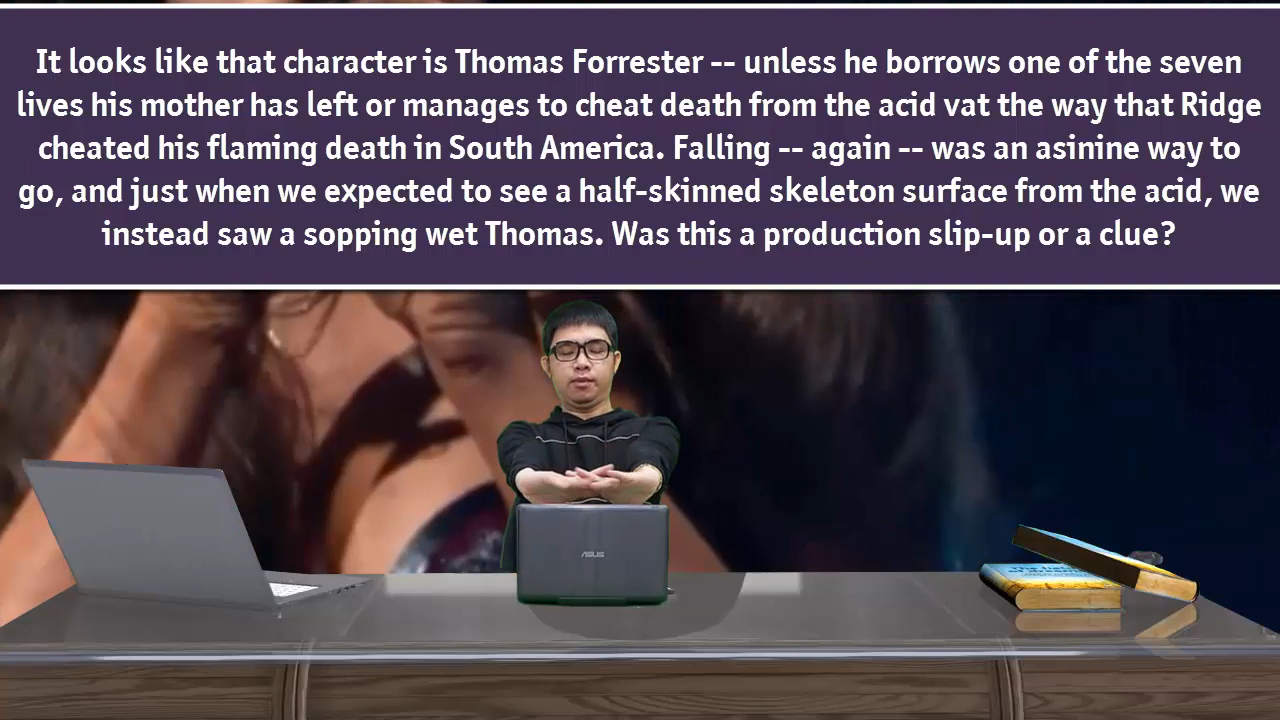 It looks like that character is Thomas Forrester -- unless he borrows one of the seven
lives his mother has left or manages to cheat death from the acid vat the way that Ridge
cheated his flaming death in South America. Falling -- again -- was an asinine way to
go, and just when we expected to see a half-skinned skeleton surface from the acid, we
instead saw a sopping wet Thomas. Was this a production slip-up or a clue?
ASUS